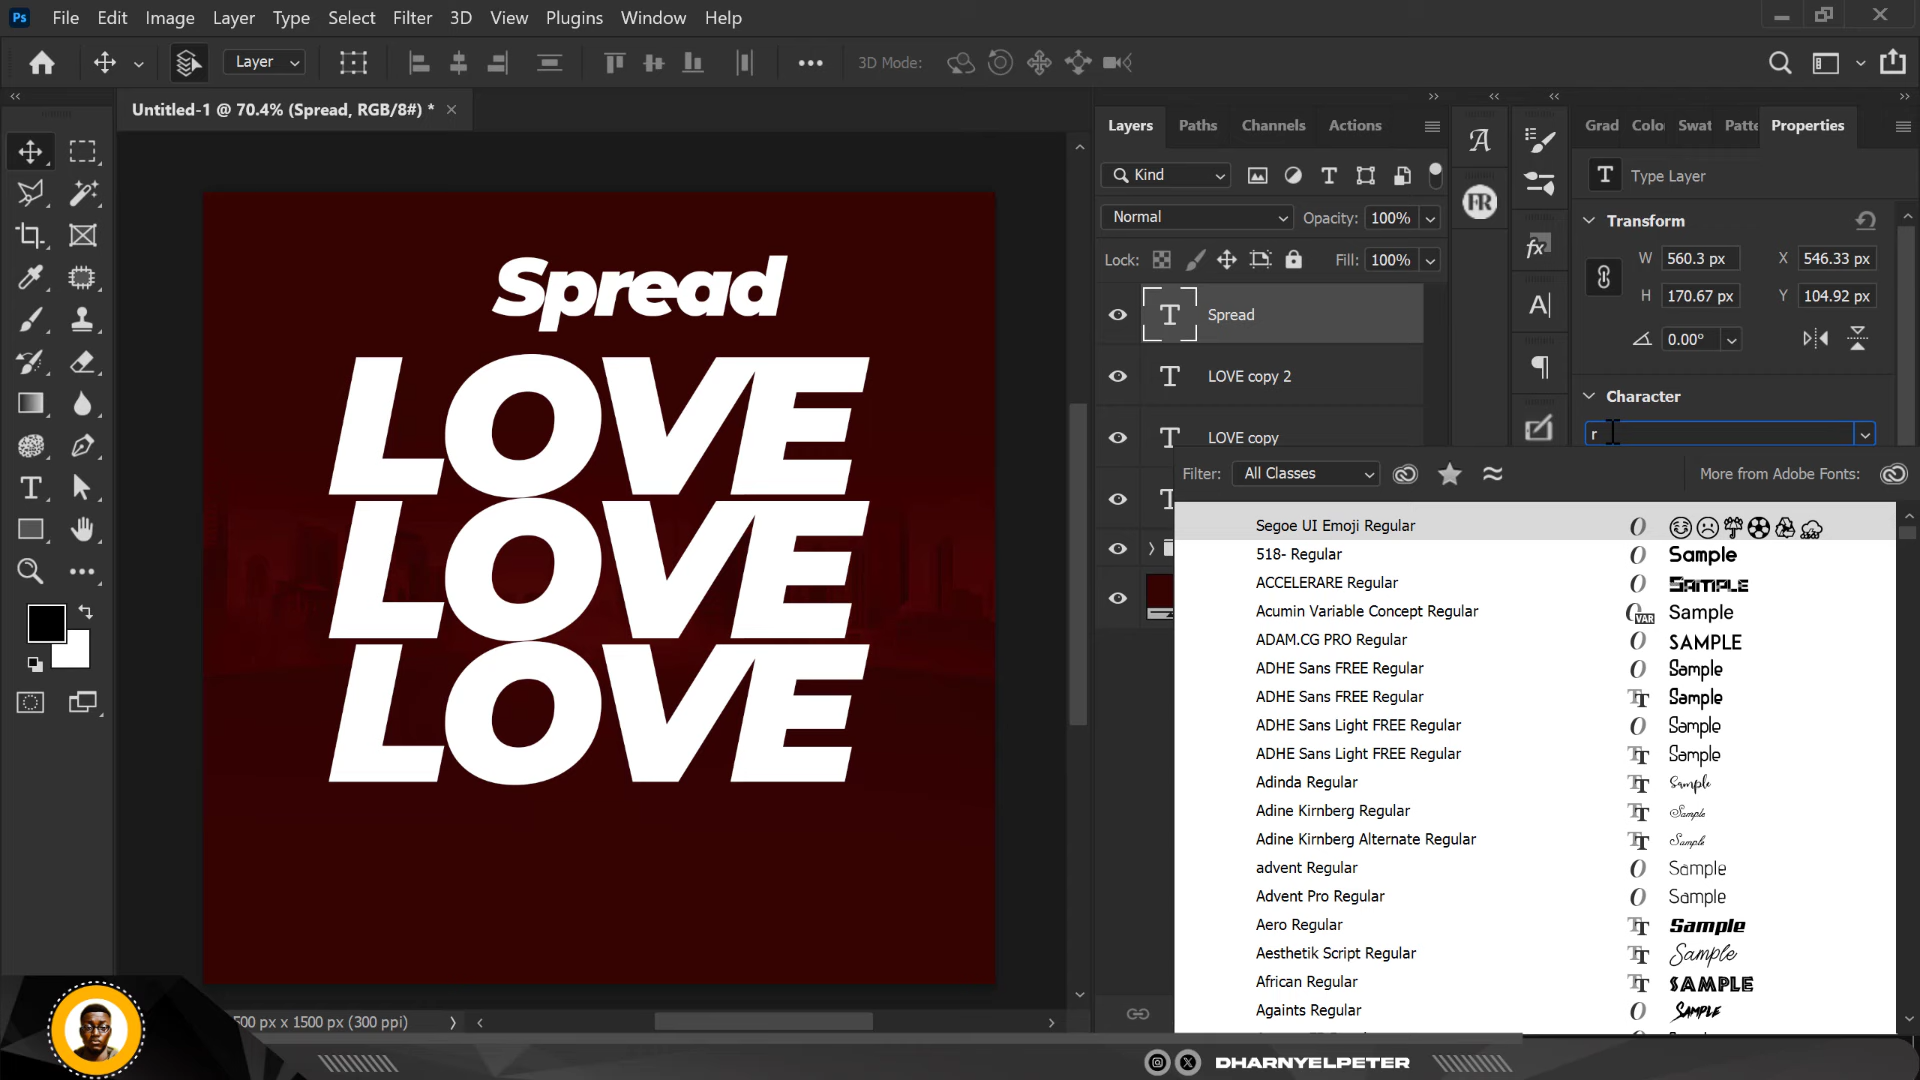 Ps File Edit Image Layer Type Select Filter 3D View Plugins Window Help
Layer 3D Mode:
Untitled-1 @ 70.4% (Spread, RGB/8#) *
Layers Paths Channels Actions
Grad Colo Swat Patte Properties
Kind
T Type Layer
Normal Opacity: 100%
FR
Transform
Lock: Fill: 100%
W 560.3 px X 546.33 px
H 170.67 px Y 104.92 px
0.00°
T Spread
T LOVE copy 2
T LOVE copy
Character
r
Filter: All Classes More from Adobe Fonts:
Segoe UI Emoji Regular
518- Regular Sample
ACCELERARE Regular SAMPLE
Acumin Variable Concept Regular VAR Sample
ADAM.CG PRO Regular SAMPLE
ADHE Sans FREE Regular Sample
ADHE Sans FREE Regular Sample
ADHE Sans Light FREE Regular Sample
ADHE Sans Light FREE Regular Sample
Adinda Regular Sample
Adine Kirnberg Regular Sample
Adine Kirnberg Alternate Regular Sample
advent Regular Sample
Advent Pro Regular Sample
Aero Regular Sample
Aesthetik Script Regular Sample
African Regular SAMPLE
Againts Regular SAMPLE
Spread
LOVE
LOVE
LOVE
500 px x 1500 px (300 ppi)
DHARNYELPETER